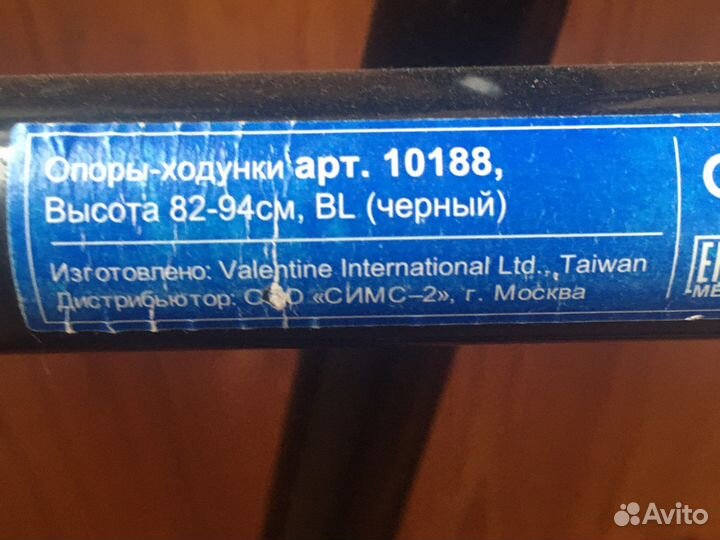 Опоры-ходунки арт. 10188,
Высота 82-94см, BL (черный)
Изготовлено: Valentine International Ltd., Taiwan
Дистрибьютор: ООО «СИМС–2», г. Москва
Avito